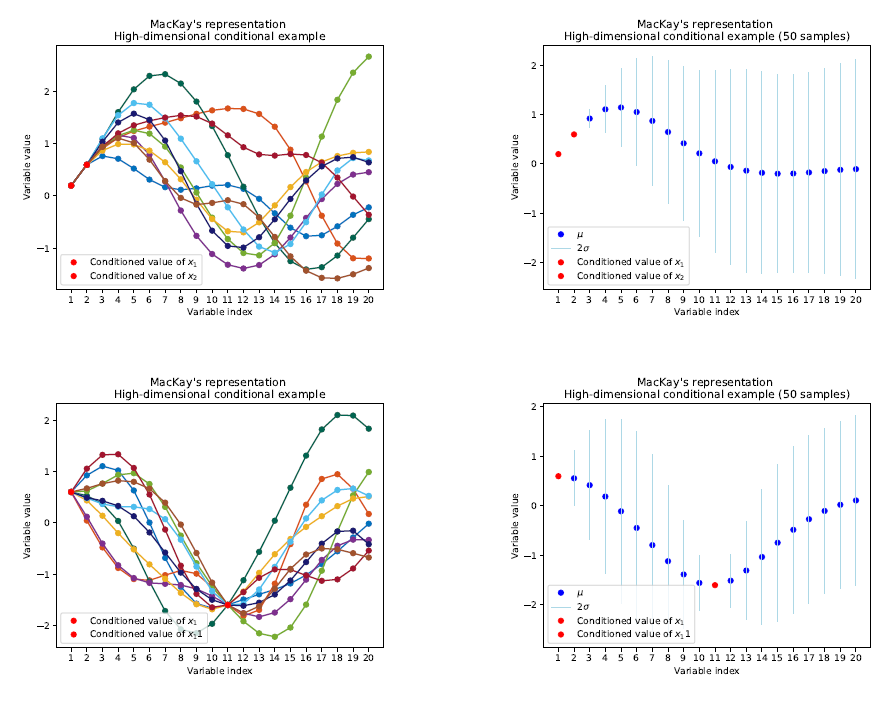 MacKay's representation
High-dimensional conditional example
Variable value
2
1
0
−1
Conditioned value of x₁
Conditioned value of x₂
1 2 3 4 5 6 7 8 9 10 11 12 13 14 15 16 17 18 19 20
Variable index
MacKay's representation
High-dimensional conditional example (50 samples)
Variable value
2
1
0
−1
−2
μ
2σ
Conditioned value of x₁
Conditioned value of x₂
1 2 3 4 5 6 7 8 9 10 11 12 13 14 15 16 17 18 19 20
Variable index
MacKay's representation
High-dimensional conditional example
Variable value
2
1
0
−1
−2
Conditioned value of x₁
Conditioned value of x₁1
1 2 3 4 5 6 7 8 9 10 11 12 13 14 15 16 17 18 19 20
Variable index
MacKay's representation
High-dimensional conditional example (50 samples)
Variable value
2
1
0
−1
−2
μ
2σ
Conditioned value of x₁
Conditioned value of x₁1
1 2 3 4 5 6 7 8 9 10 11 12 13 14 15 16 17 18 19 20
Variable index